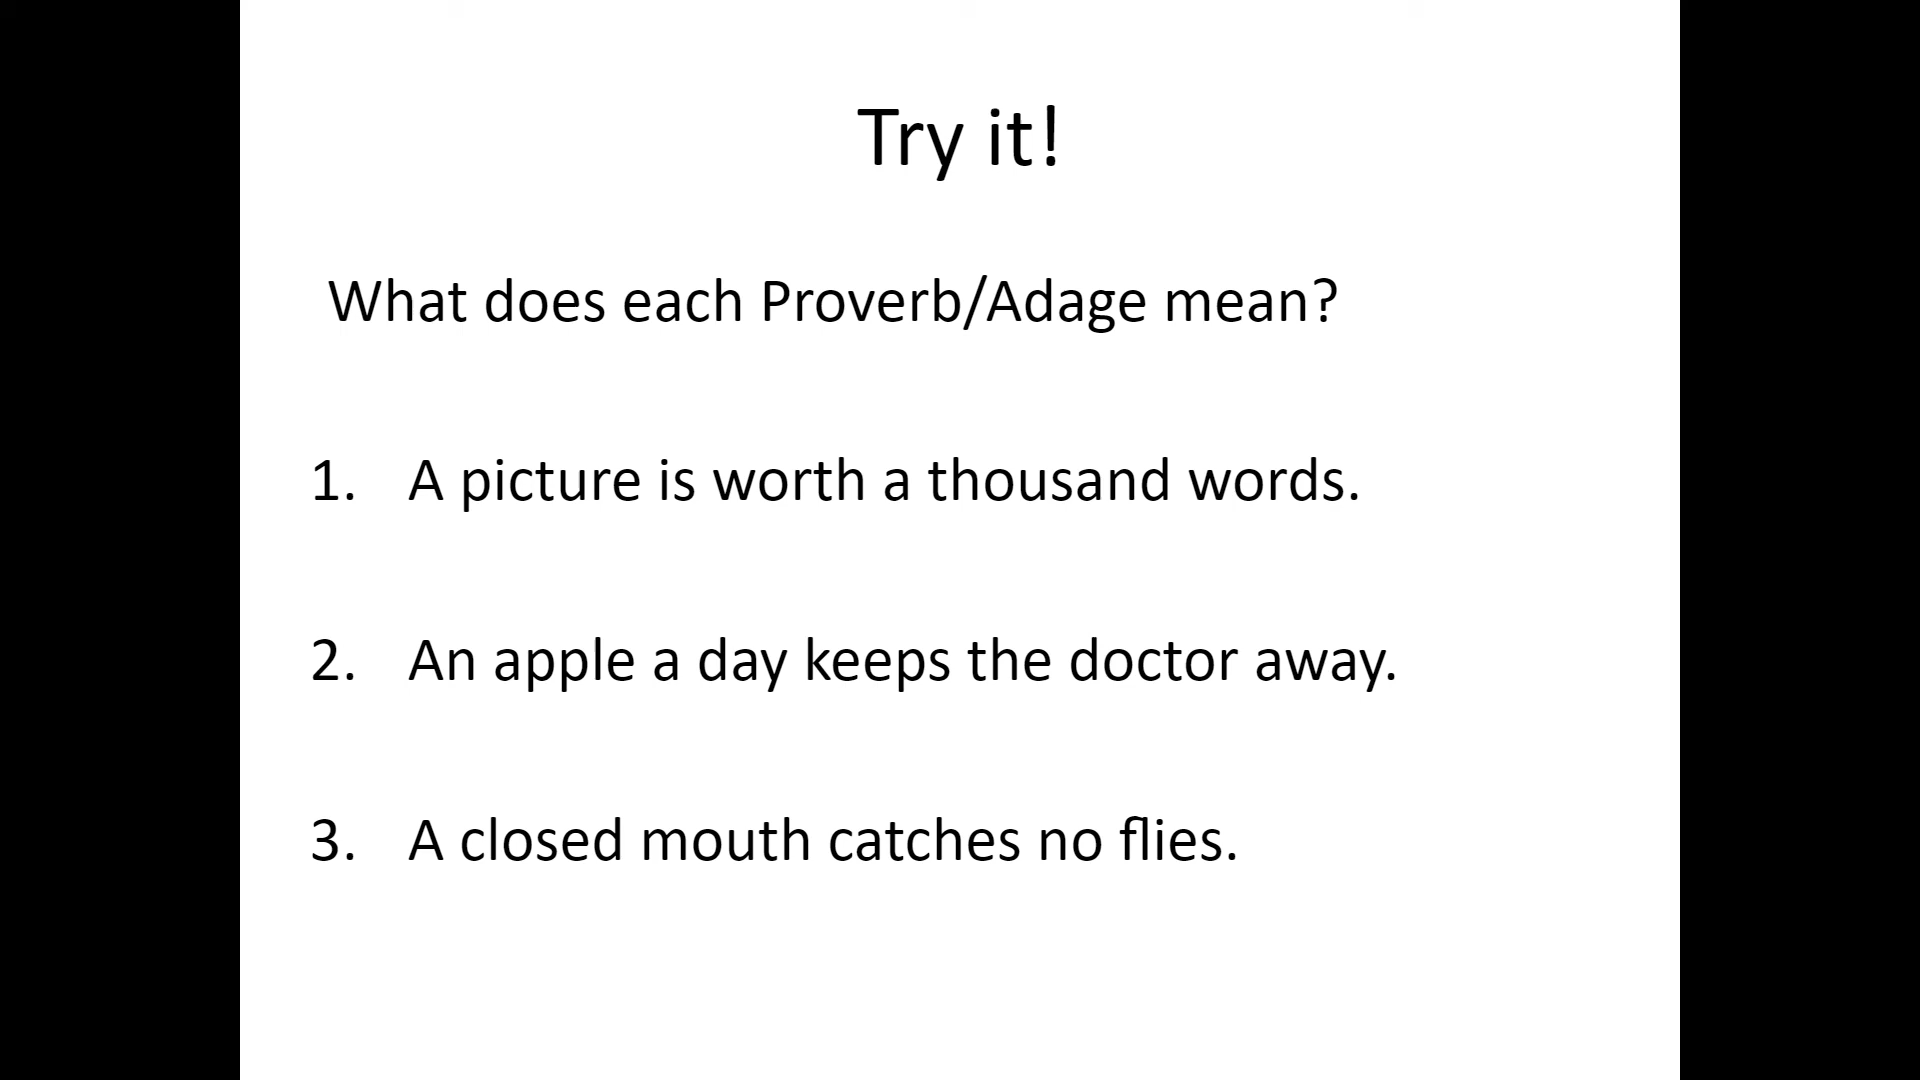 Try it!
What does each Proverb/Adage mean?
1. A picture is worth a thousand words.
2. An apple a day keeps the doctor away.
3. A closed mouth catches no flies.